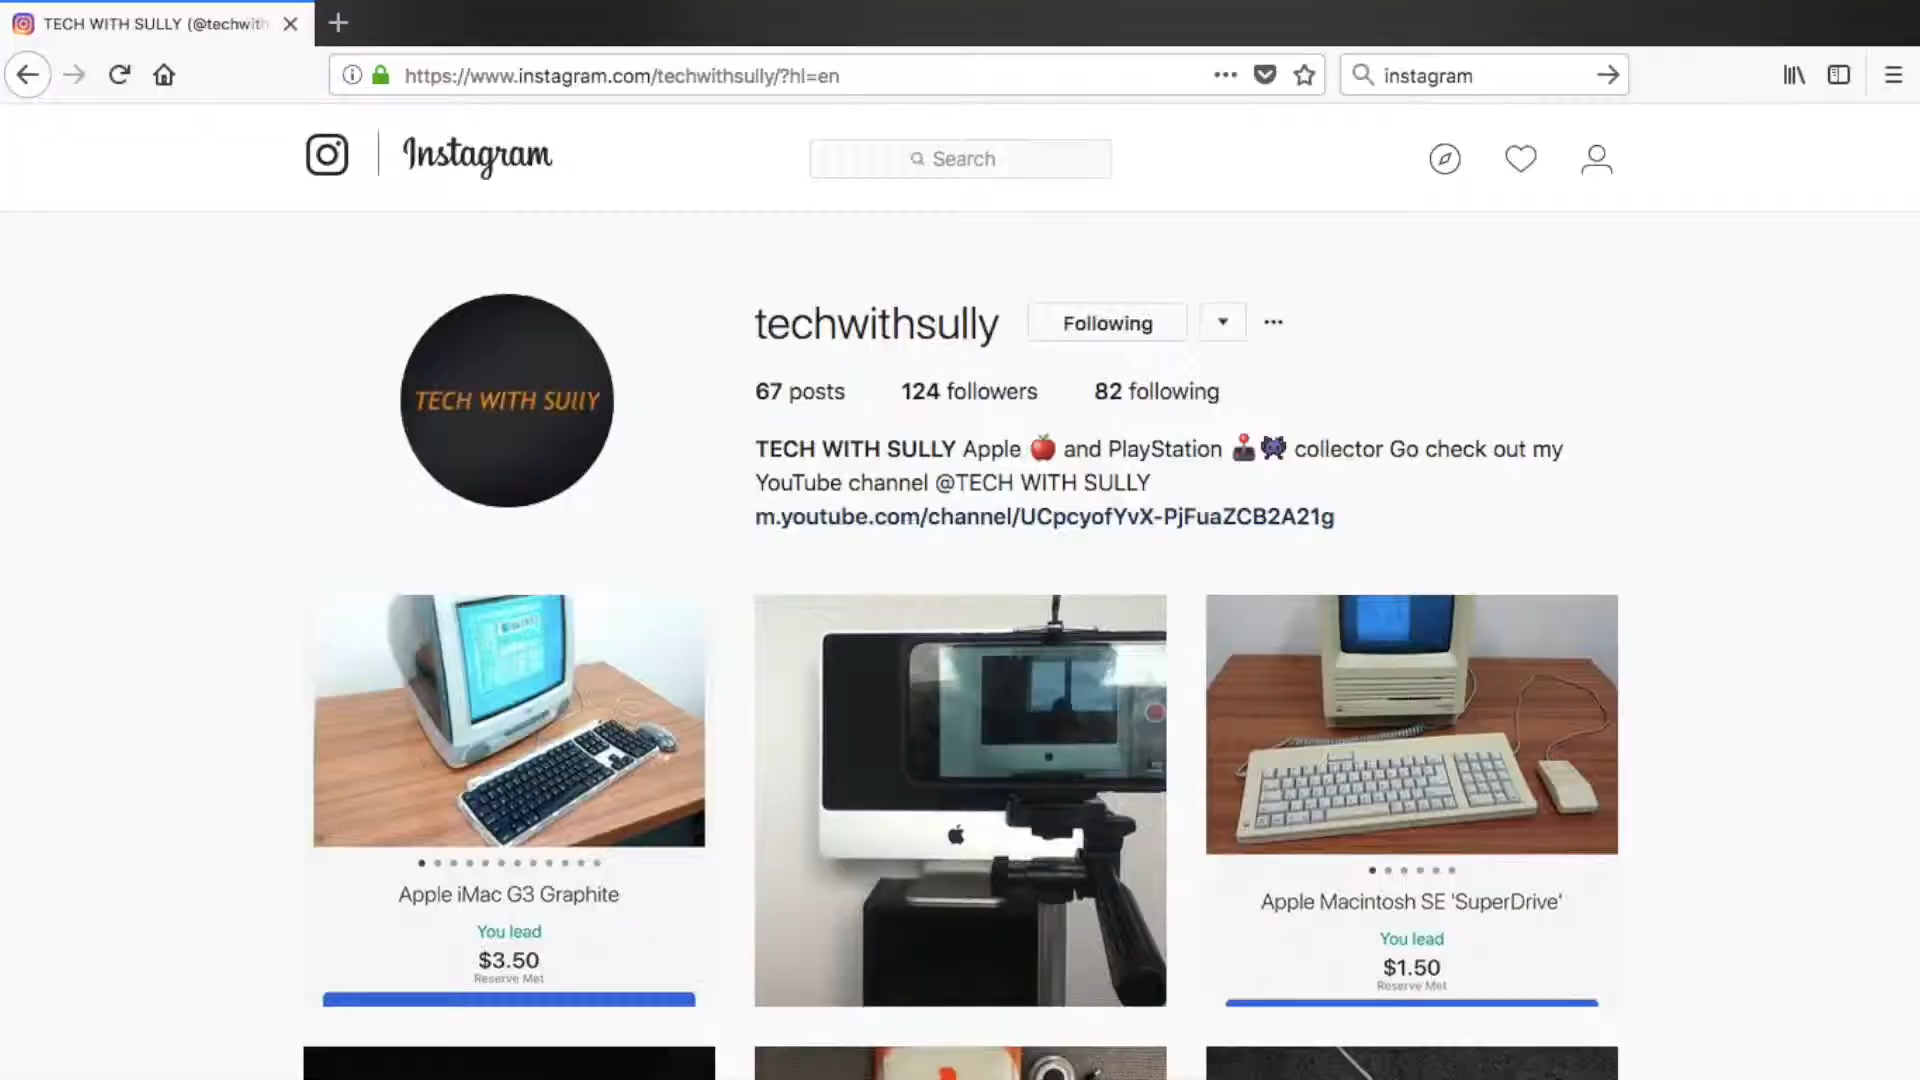 TECH WITH SULLY (@techwith
https://www.instagram.com/techwithsully/?hl=en
instagram
Instagram
Search
techwithsully
Following
67 posts 124 followers 82 following
TECH WITH SULLY
TECH WITH SULLY Apple 🍎 and PlayStation 🕹️👾 collector Go check out my
YouTube channel @TECH WITH SULLY
m.youtube.com/channel/UCpcyofYvX-PjFuaZCB2A21g
Apple iMac G3 Graphite
You lead
$3.50
Reserve Met
Apple Macintosh SE 'SuperDrive'
You lead
$1.50
Reserve Met